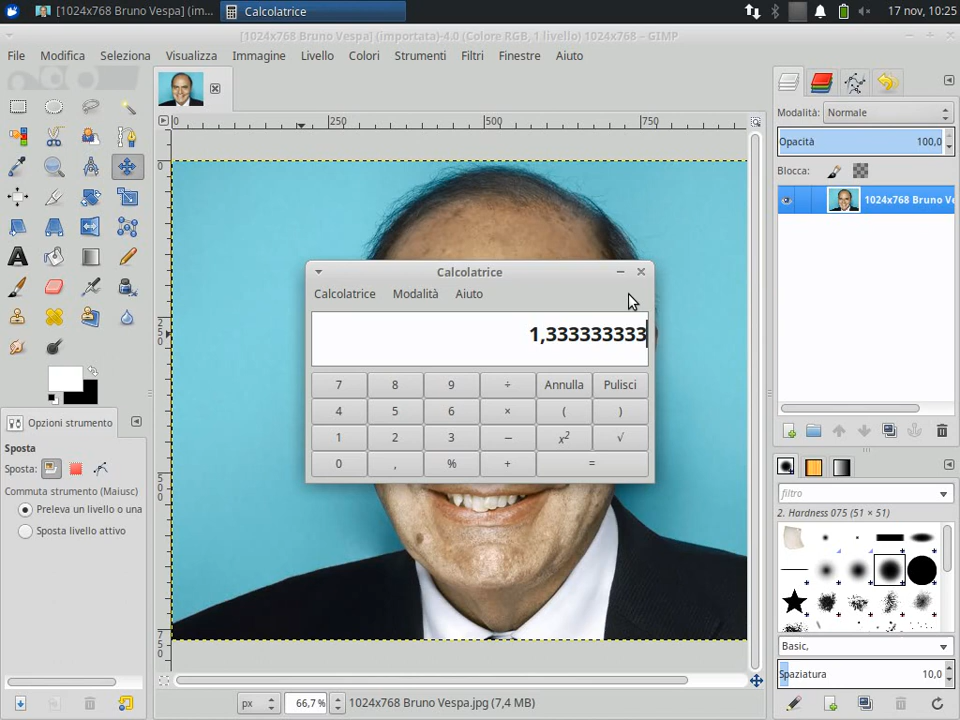 [1024x768 Bruno Vespa] (im...
Calcolatrice
17 nov, 10:25
[1024x768 Bruno Vespa] (importata)-4.0 (Colore RGB, 1 livello) 1024x768 – GIMP
File Modifica Seleziona Visualizza Immagine Livello Colori Strumenti Filtri Finestre Aiuto
0 250 500 750
0
250
500
750
Calcolatrice
Calcolatrice Modalità Aiuto
1,333333333
7 8 9 ÷ Annulla Pulisci
4 5 6 × ( )
1 2 3 − x² √
0 , % + =
Opzioni strumento
Sposta
Sposta:
Commuta strumento (Maiusc)
Preleva un livello o una
Sposta livello attivo
px 66,7 % 1024x768 Bruno Vespa.jpg (7,4 MB)
Modalità: Normale
Opacità 100,0
Blocca:
1024x768 Bruno Ve
filtro
2. Hardness 075 (51 × 51)
Basic,
Spaziatura 10,0